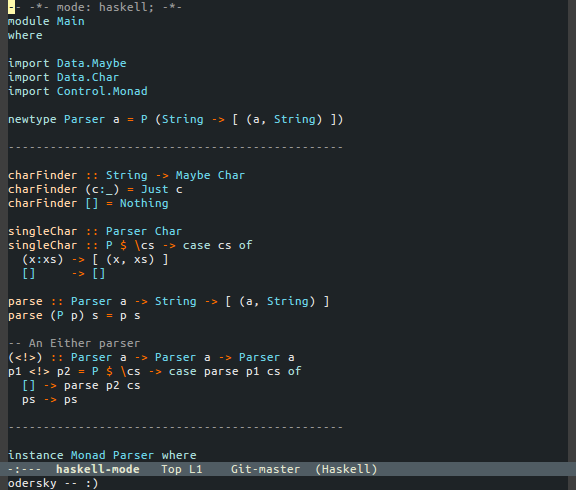 -- -*- mode: haskell; -*-
module Main
where

import Data.Maybe
import Data.Char
import Control.Monad

newtype Parser a = P (String -> [ (a, String) ])

------------------------------------------------

charFinder :: String -> Maybe Char
charFinder (c:_) = Just c
charFinder [] = Nothing

singleChar :: Parser Char
singleChar :: P $ \cs -> case cs of
  (x:xs) -> [ (x, xs) ]
  []     -> []

parse :: Parser a -> String -> [ (a, String) ]
parse (P p) s = p s

-- An Either parser
(<!>) :: Parser a -> Parser a -> Parser a
p1 <!> p2 = P $ \cs -> case parse p1 cs of
  [] -> parse p2 cs
  ps -> ps

------------------------------------------------

instance Monad Parser where
-:---  haskell-mode   Top L1    Git-master  (Haskell)
odersky -- :)